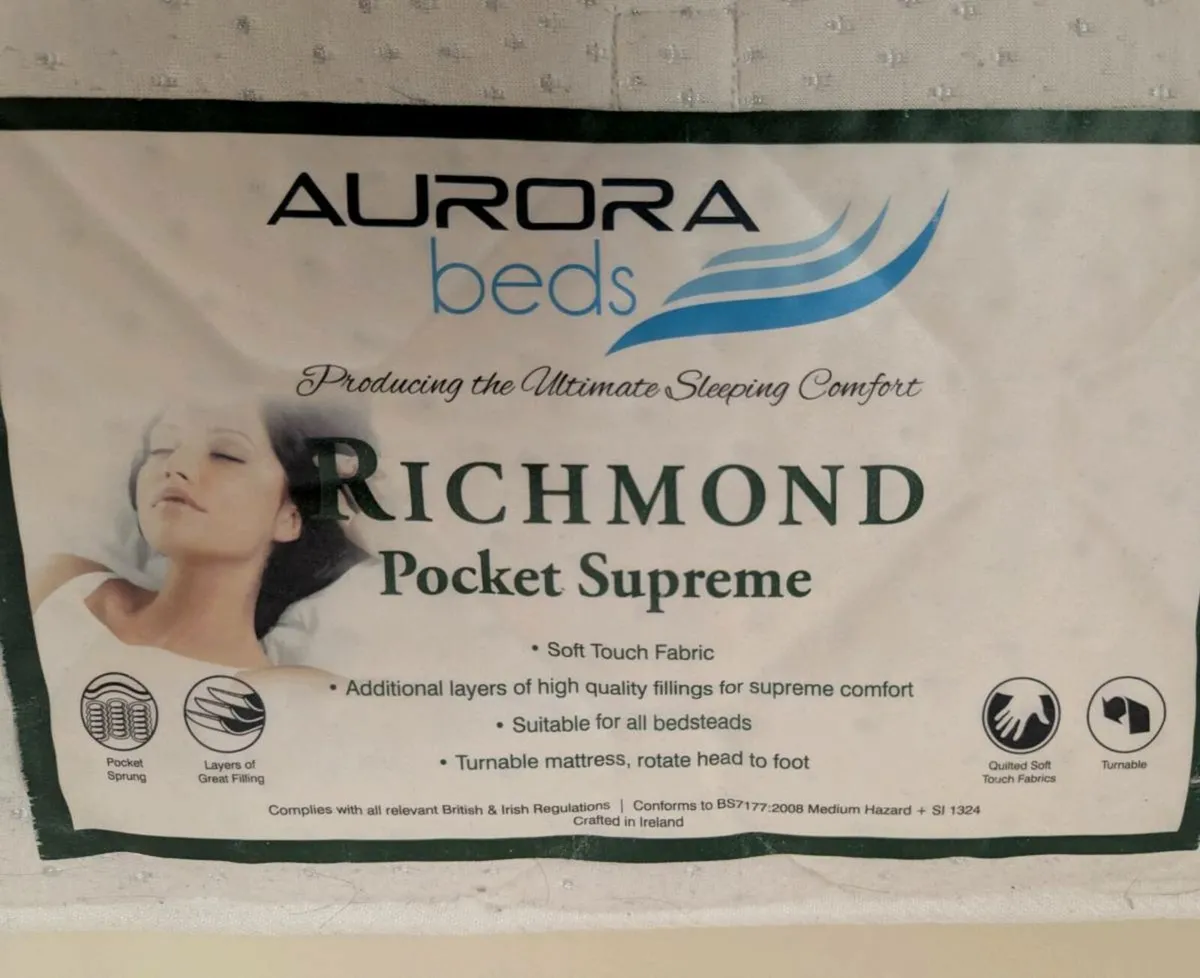 AURORA
beds
Producing the Ultimate Sleeping Comfort
RICHMOND
Pocket Supreme
• Soft Touch Fabric
• Additional layers of high quality fillings for supreme comfort
• Suitable for all bedsteads
• Turnable mattress, rotate head to foot
Pocket
Sprung
Layers of
Great Filling
Quilted Soft
Touch Fabrics
Turnable
Complies with all relevant British & Irish Regulations | Conforms to BS7177:2008 Medium Hazard + SI 1324
Crafted in Ireland